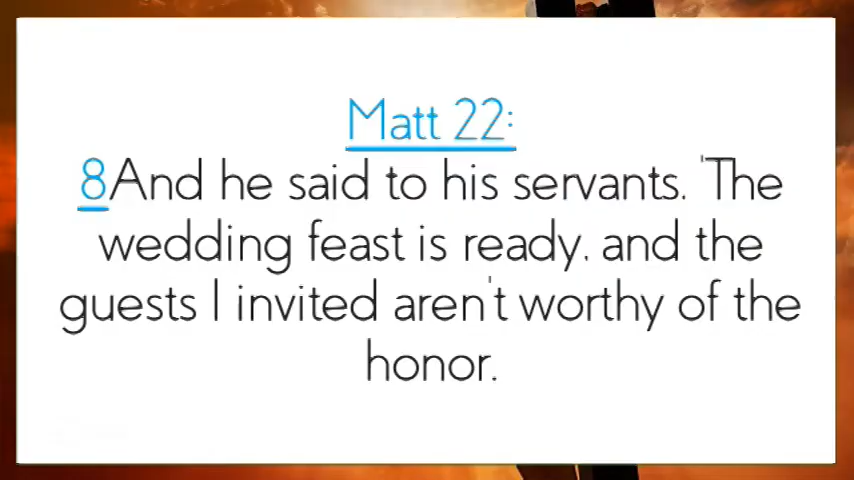 Matt 22:
8And he said to his servants, 'The
wedding feast is ready, and the
guests I invited aren't worthy of the
honor.